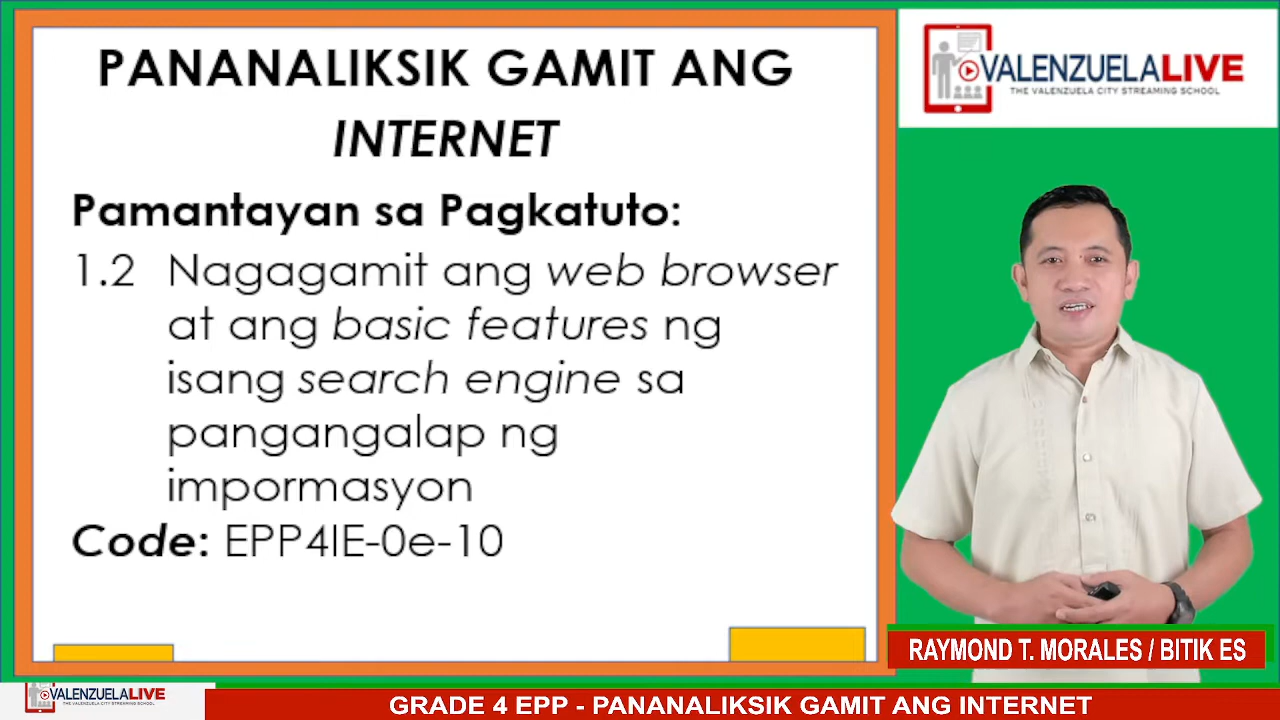 PANANALIKSIK GAMIT ANG
INTERNET
Pamantayan sa Pagkatuto:
1.2 Nagagamit ang web browser
at ang basic features ng
isang search engine sa
pangangalap ng
impormasyon
Code: EPP4IE-0e-10
VALENZUELALIVE
THE VALENZUELA CITY STREAMING SCHOOL
RAYMOND T. MORALES / BITIK ES
VALENZUELALIVE
THE VALENZUELA CITY STREAMING SCHOOL
GRADE 4 EPP - PANANALIKSIK GAMIT ANG INTERNET